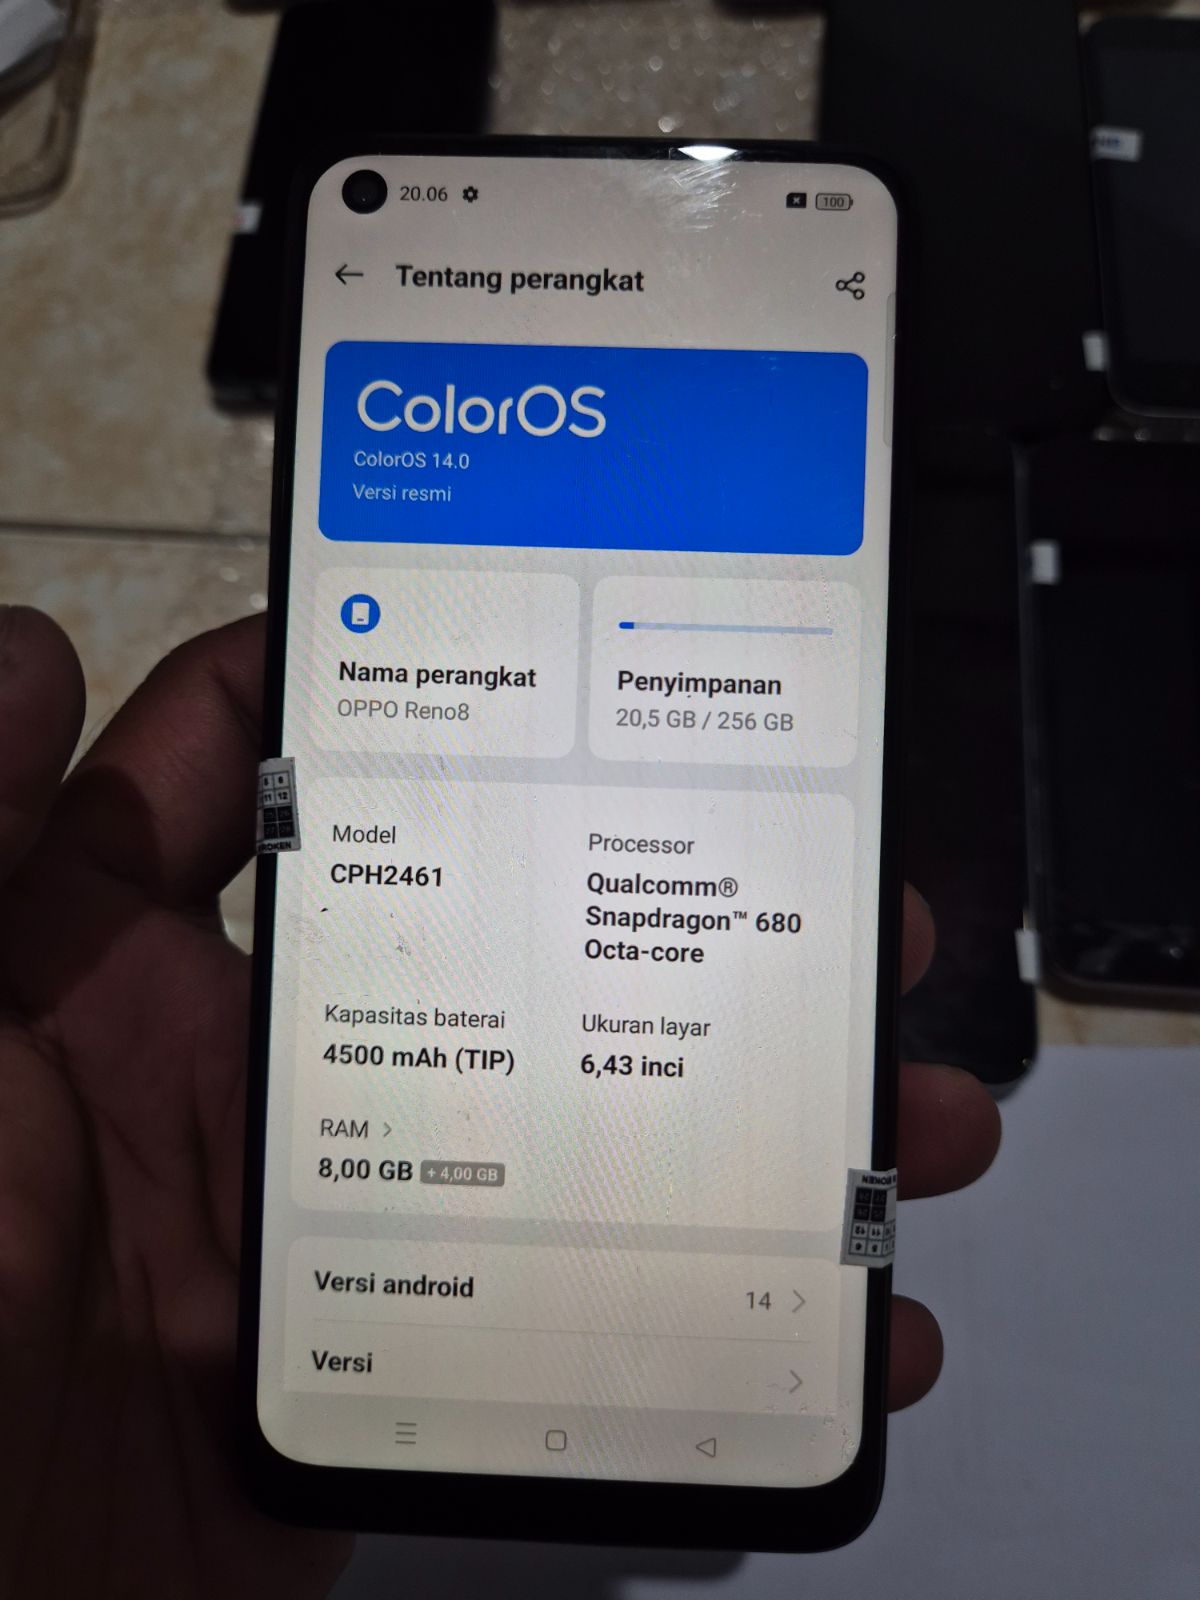 20.06
100
Tentang perangkat
ColorOS
ColorOS 14.0
Versi resmi
Nama perangkat
OPPO Reno8
Penyimpanan
20,5 GB / 256 GB
Model
CPH2461
Processor
Qualcomm®
Snapdragon™ 680
Octa-core
Kapasitas baterai
4500 mAh (TIP)
Ukuran layar
6,43 inci
RAM
8,00 GB + 4,00 GB
Versi android
14
Versi
11 12